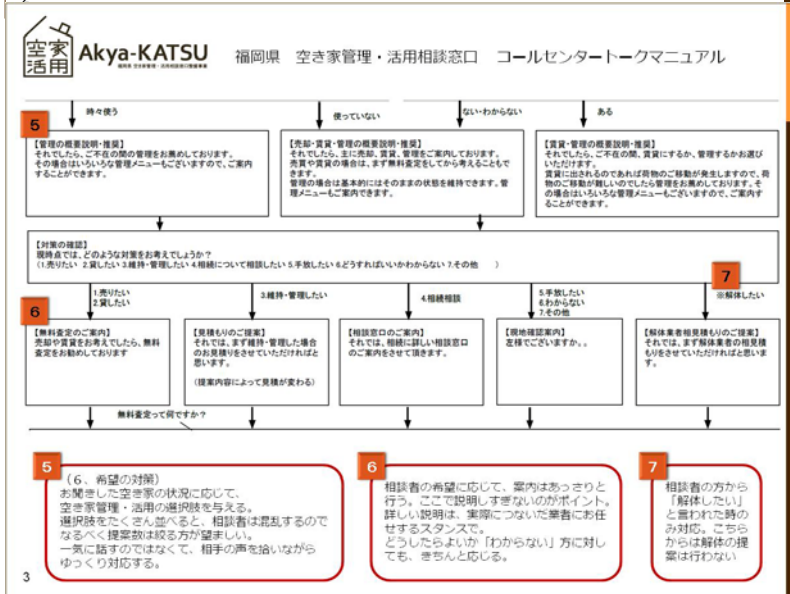 空家
活用
Akya-KATSU
福岡県 空き家管理・活用相談窓口 コールセンタートークマニュアル
時々使う
使っていない
ない・わからない
ある
5
【管理の概要説明・推奨】
それでしたら、ご不在の間の管理をお薦めしております。
その場合はいろいろな管理メニューもございますので、ご案内
することができます。
【売却・賃貸・管理の概要説明・推奨】
それでしたら、主に売却、賃貸、管理をご案内しております。
売買や賃貸の場合は、まず無料査定をしてから考えることもで
きます。
管理の場合は基本的にはそのままの状態を維持できます。管
理メニューもご案内できます。
【賃貸・管理の概要説明・推奨】
それでしたら、ご不在の間、賃貸にするか、管理するかお選び
いただけます。
賃貸に出されるのであれば荷物のご移動が発生しますので、荷
物のご移動が難しいのでしたら管理をお薦めしております。そ
の場合はいろいろな管理メニューもございますので、ご案内す
ることができます。
【対策の確認】
現時点では、どのような対策をお考えでしょうか?
(1.売りたい 2.貸したい 3.維持・管理したい 4.相続について相談したい 5.手放したい 6.どうすればいいかわからない 7.その他 )
7
6
1.売りたい
2.貸したい
3.維持・管理したい
4.相続相談
5.手放したい
6.わからない
7.その他
※解体したい
【無料査定のご案内】
売却や賃貸をお考えでしたら、無料
査定をお勧めしております
【見積もりのご提案】
それでは、まず維持・管理した場合
のお見積りをさせていただければと
思います。
(提案内容によって見積が変わる)
【相談窓口のご案内】
それでは、相続に詳しい相談窓口
のご案内をさせて頂きます。
【現地確認案内】
左様でございますか。。
【解体業者相見積もりのご提案】
それでは、まず解体業者の相見積
もりをさせていただければと思いま
す。
無料査定って何ですか?
5
(6、希望の対策)
お聞きした空き家の状況に応じて、
空き家管理・活用の選択肢を与える。
選択肢をたくさん並べると、相談者は混乱するので
なるべく提案数は絞る方が望ましい。
一気に話すのではなくて、相手の声を拾いながら
ゆっくり対応する。
6
相談者の希望に応じて、案内はあっさりと
行う。ここで説明しすぎないのがポイント。
詳しい説明は、実際につないだ業者にお任
せするスタンスで。
どうしたらよいか「わからない」方に対し
ても、きちんと応じる。
7
相談者の方から
「解体したい」
と言われた時の
み対応。こちら
からは解体の提
案は行わない
3